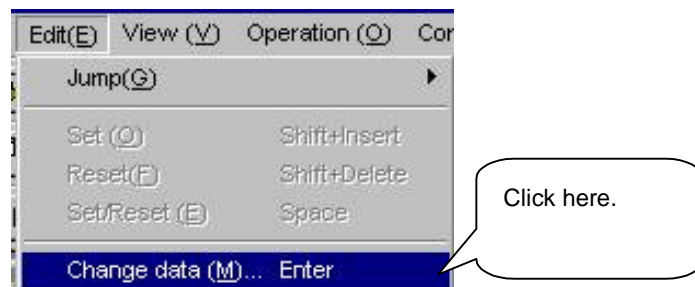 Edit(E) View (V) Operation (O) Cor
Jump(G)
Set (O) Shift+Insert
Reset(F) Shift+Delete
Set/Reset (E) Space
Click here.
Change data (M)... Enter